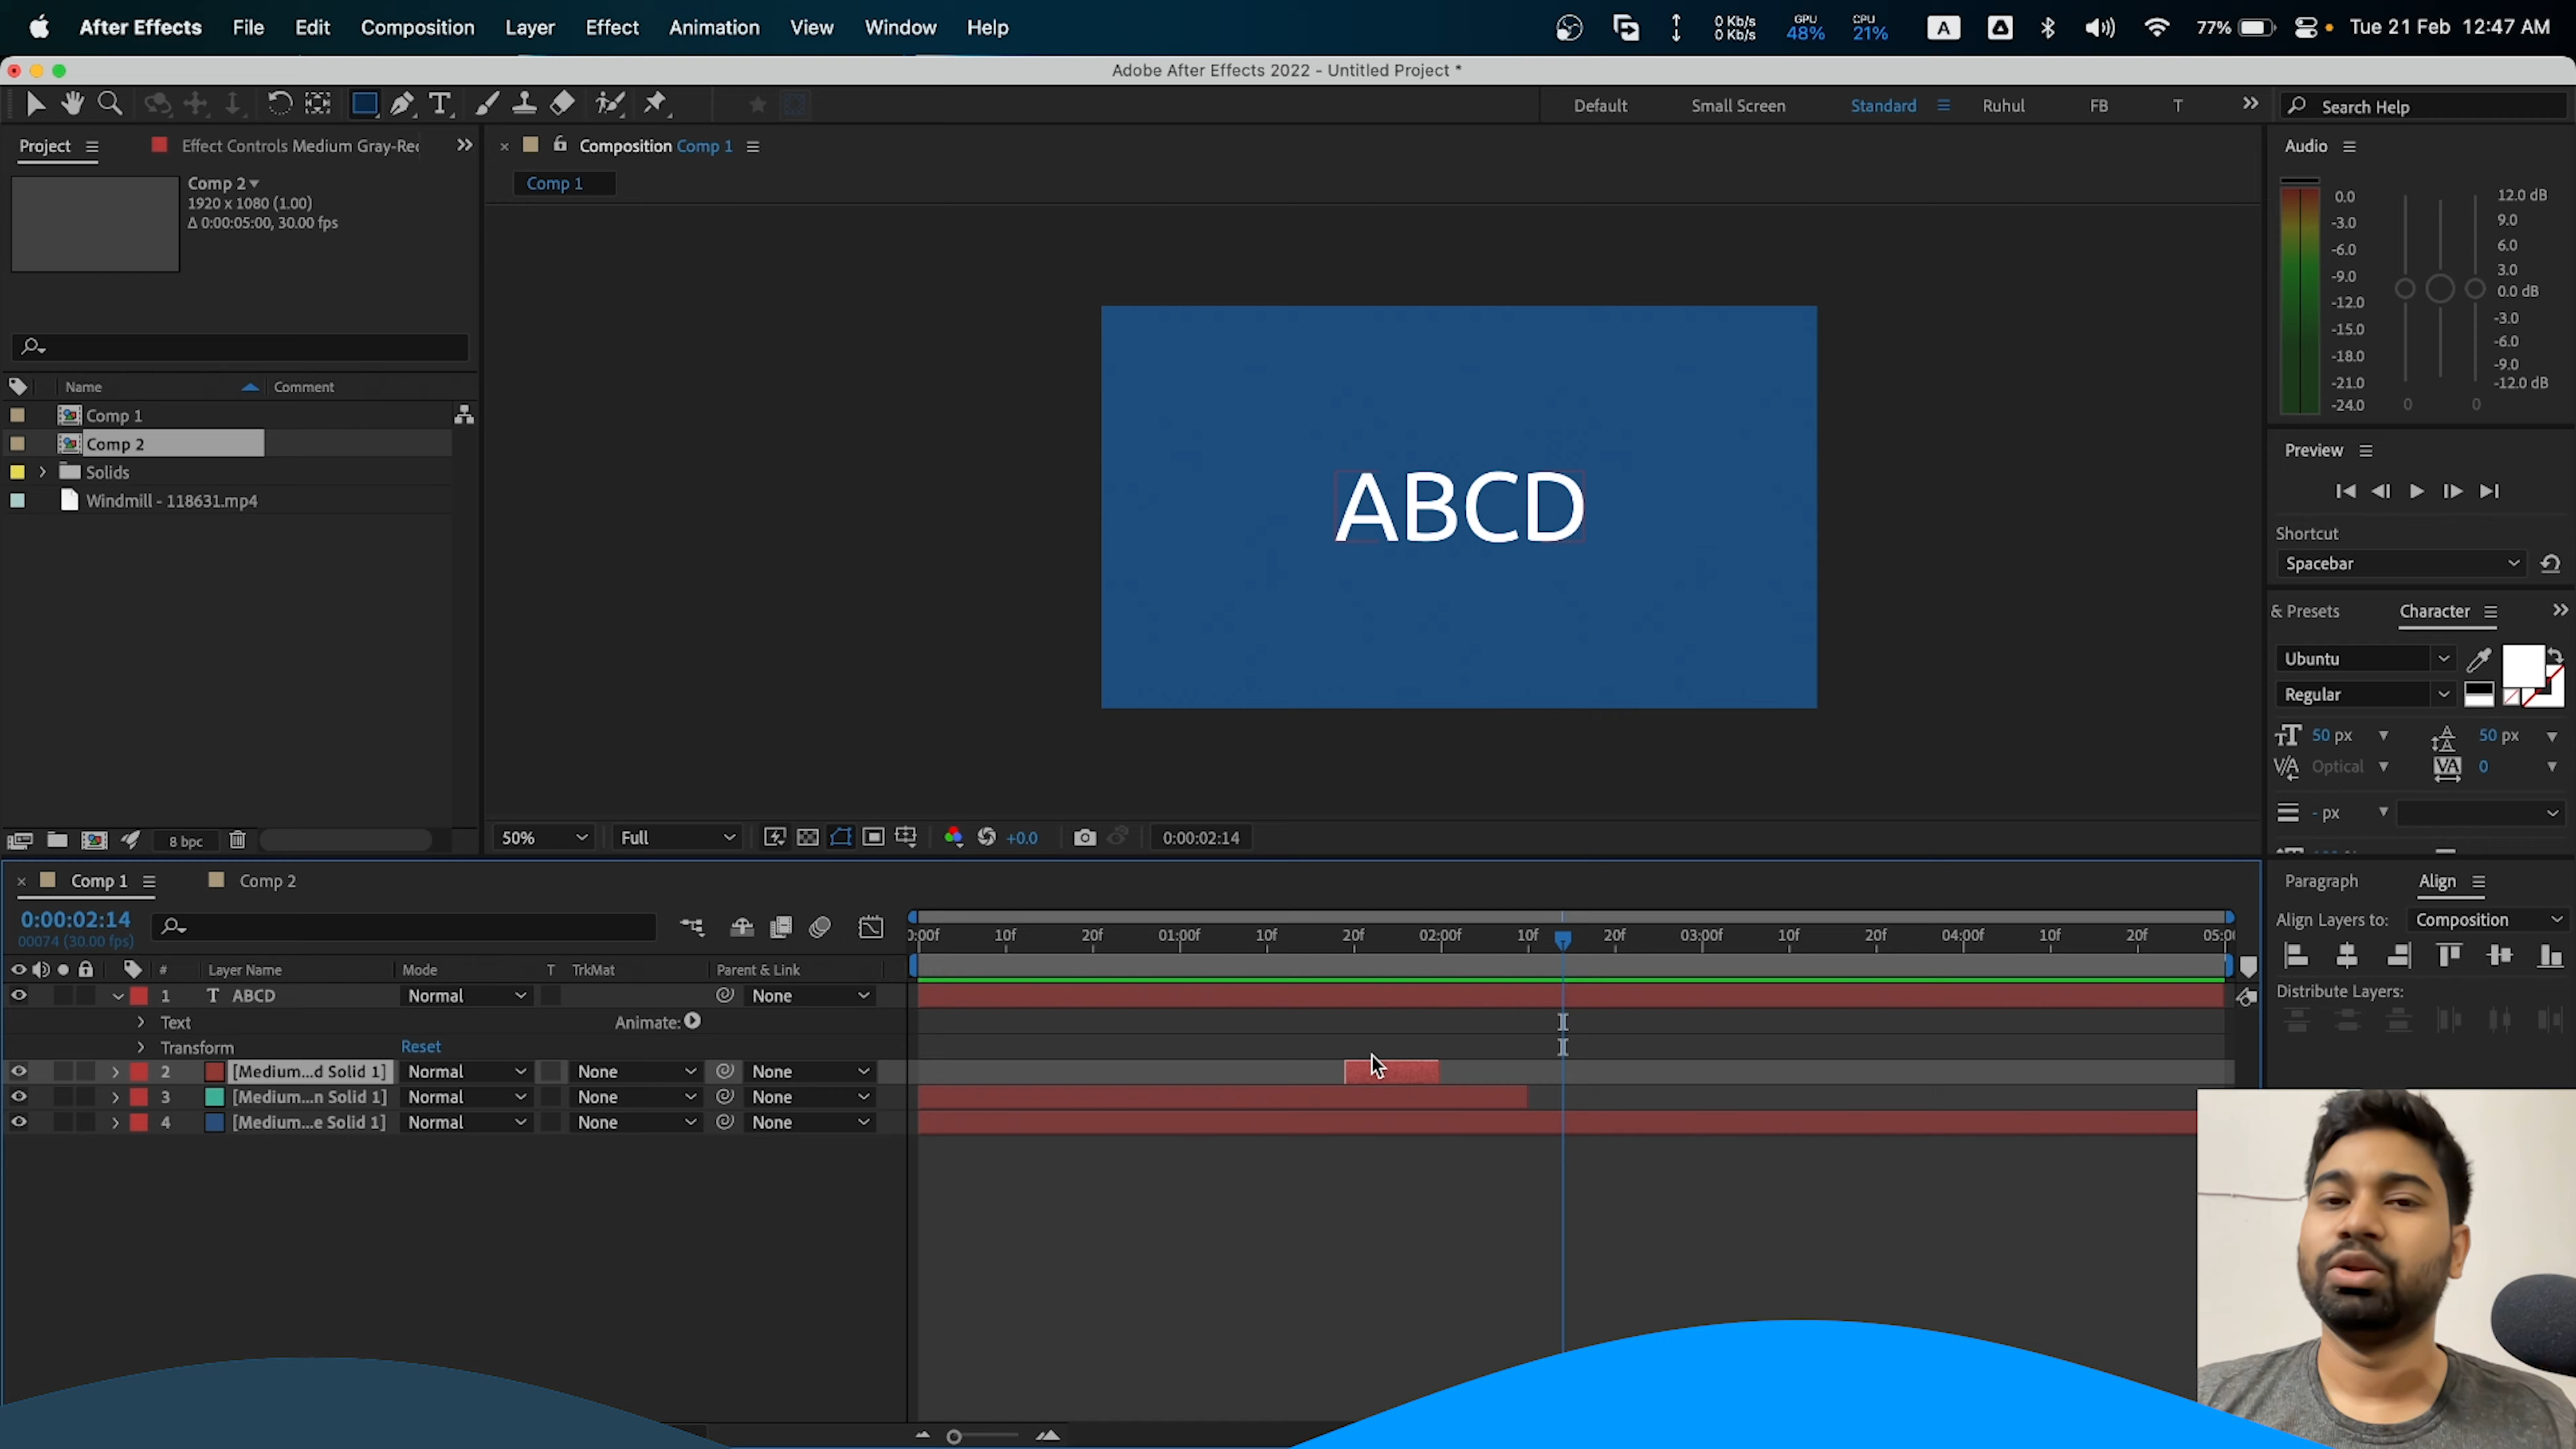 After Effects File Edit Composition Layer Effect Animation View Window Help 0 Kb/s 0 Kb/s GPU 48% CPU 21% A 77% Tue 21 Feb 12:47 AM
Adobe After Effects 2022 - Untitled Project *
T Default Small Screen Standard Ruhul FB T Search Help
Project Effect Controls Medium Gray-Rec
Composition Comp 1
Audio
Comp 2
1920 x 1080 (1.00)
Δ 0:00:05:00, 30.00 fps
Comp 1
0.0
-3.0
-6.0
-9.0
-12.0
-15.0
-18.0
-21.0
-24.0
12.0 dB
9.0
6.0
3.0
0.0 dB
-3.0
-6.0
-9.0
-12.0 dB
0 0
Name Comment
Comp 1
Comp 2
Solids
Windmill - 118631.mp4
ABCD
Preview
Shortcut
Spacebar
& Presets Character
Ubuntu
Regular
50 px 50 px
Optical 0
- px
8 bpc
50% Full +0.0 0:00:02:14
Comp 1 Comp 2
Paragraph Align
0:00:02:14
00074 (30.00 fps)
Align Layers to: Composition
0:00f 10f 20f 01:00f 10f 20f 02:00f 10f 20f 03:00f 10f 20f 04:00f 10f 20f 05:00
# Layer Name Mode T TrkMat Parent & Link
Distribute Layers:
1 T ABCD Normal None
Text Animate:
Transform Reset
2 [Medium...d Solid 1] Normal None None
3 [Medium...n Solid 1] Normal None None
4 [Medium...e Solid 1] Normal None None